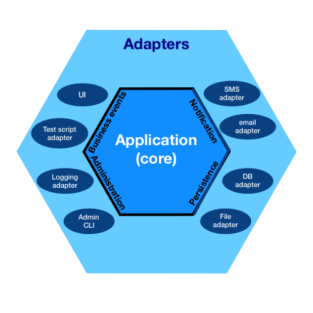 Adapters
UI
SMS
adapter
Business events
Notification
Test script
adapter
email
adapter
Application
(core)
Administration
Persistence
Logging
adapter
DB
adapter
Admin
CLI
File
adapter